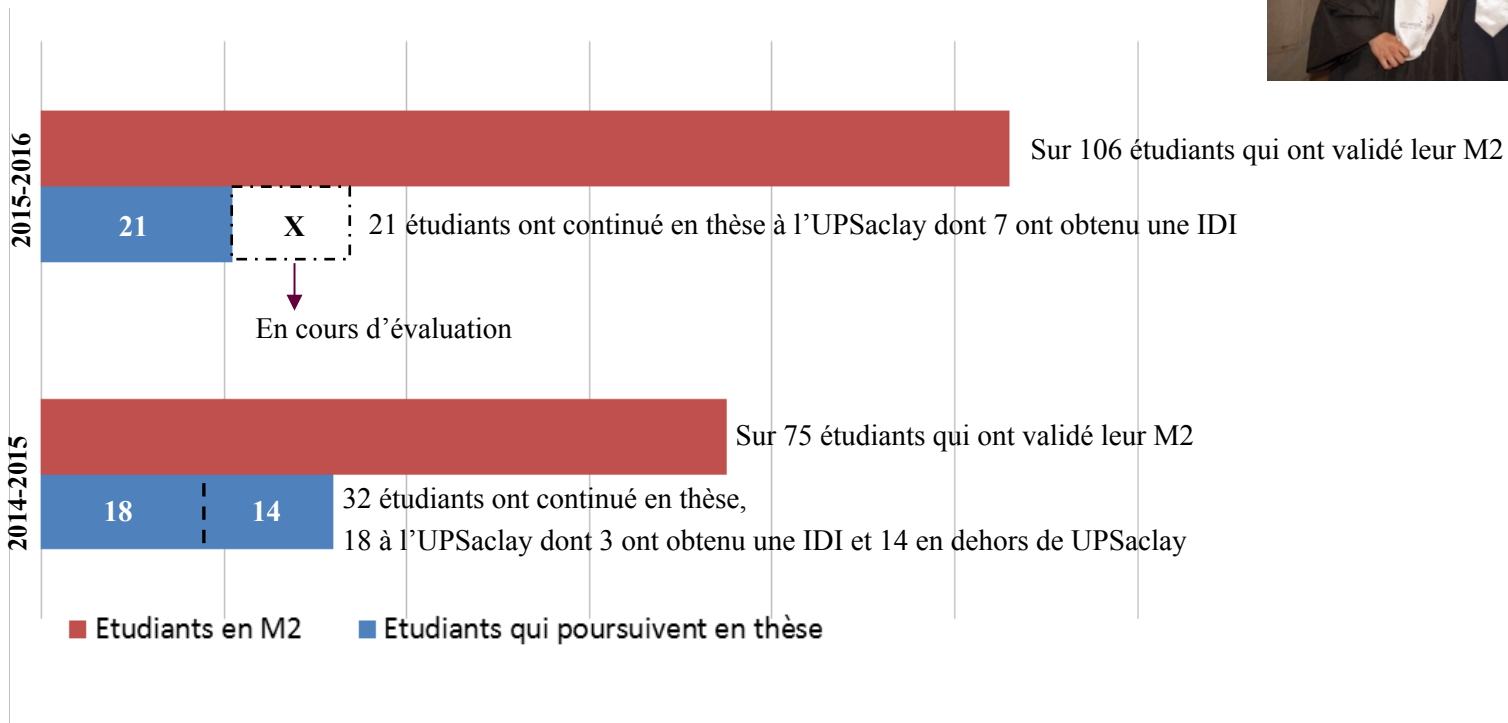 2015-2016
Sur 106 étudiants qui ont validé leur M2
21
X
21 étudiants ont continué en thèse à l’UPSaclay dont 7 ont obtenu une IDI
En cours d’évaluation
2014-2015
Sur 75 étudiants qui ont validé leur M2
18
14
32 étudiants ont continué en thèse,
18 à l’UPSaclay dont 3 ont obtenu une IDI et 14 en dehors de UPSaclay
Etudiants en M2
Etudiants qui poursuivent en thèse